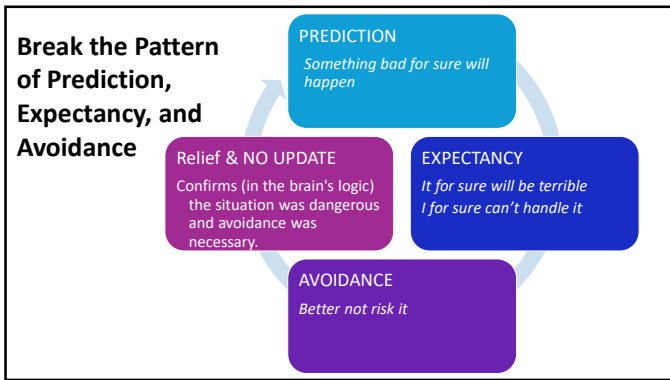 Break the Pattern
of Prediction,
Expectancy, and
Avoidance
PREDICTION
Something bad for sure will
happen
EXPECTANCY
It for sure will be terrible
I for sure can’t handle it
AVOIDANCE
Better not risk it
Relief & NO UPDATE
Confirms (in the brain's logic)
the situation was dangerous
and avoidance was
necessary.